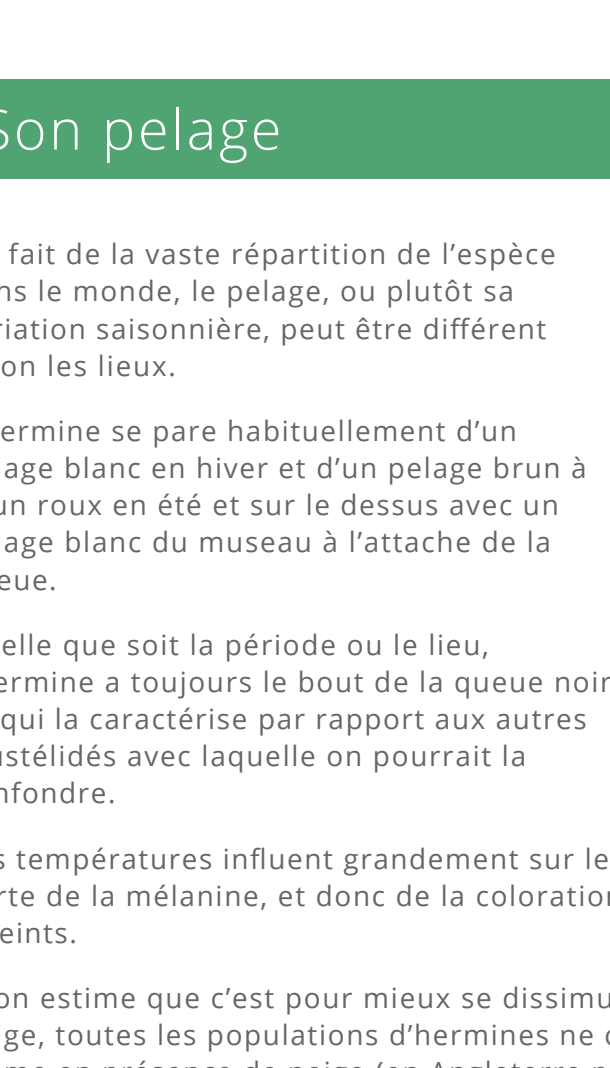 Son pelage
fait de la vaste répartition de l’espèce
ns le monde, le pelage, ou plutôt sa
riation saisonnière, peut être différent
on les lieux.
ermine se pare habituellement d’un
age blanc en hiver et d’un pelage brun à
un roux en été et sur le dessus avec un
age blanc du museau à l’attache de la
eue.
elle que soit la période ou le lieu,
ermine a toujours le bout de la queue noir
qui la caractérise par rapport aux autres
ustélidés avec laquelle on pourrait la
nfondre.
s températures influent grandement sur le
rte de la mélanine, et donc de la coloration
eints.
on estime que c’est pour mieux se dissimu
ige, toutes les populations d’hermines ne